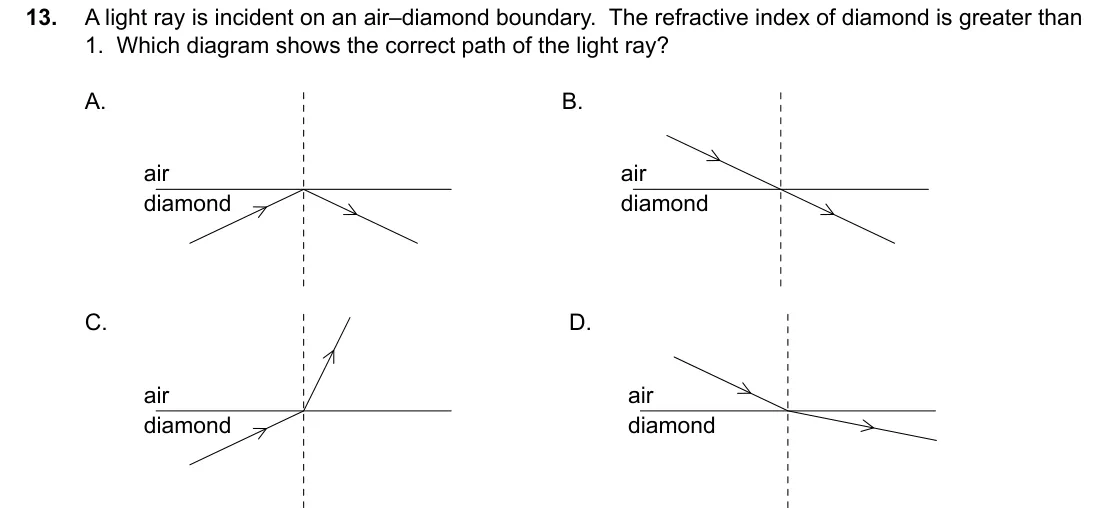 13. A light ray is incident on an air–diamond boundary. The refractive index of diamond is greater than
1. Which diagram shows the correct path of the light ray?
A.
B.
air
diamond
air
diamond
C.
D.
air
diamond
air
diamond